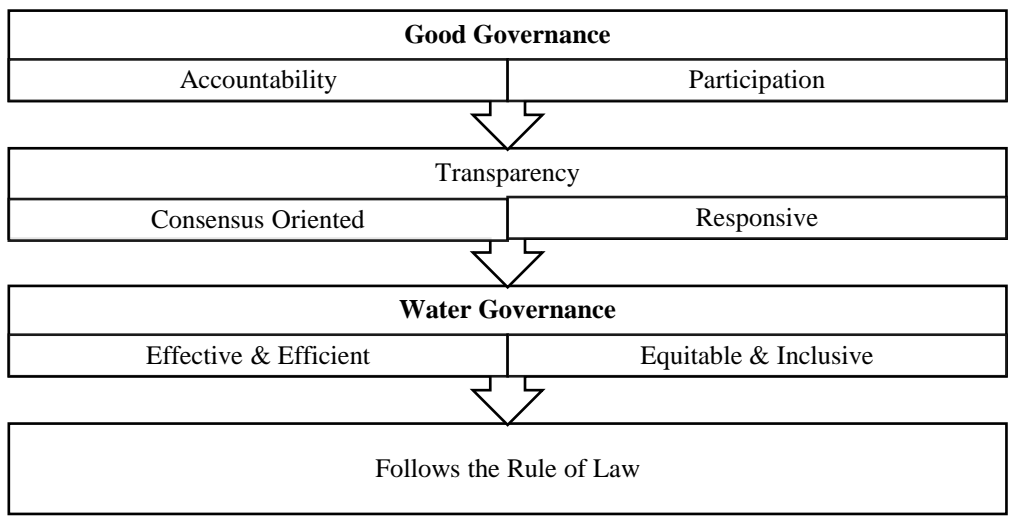 Good Governance
Accountability
Participation
Transparency
Consensus Oriented
Responsive
Water Governance
Effective & Efficient
Equitable & Inclusive
Follows the Rule of Law